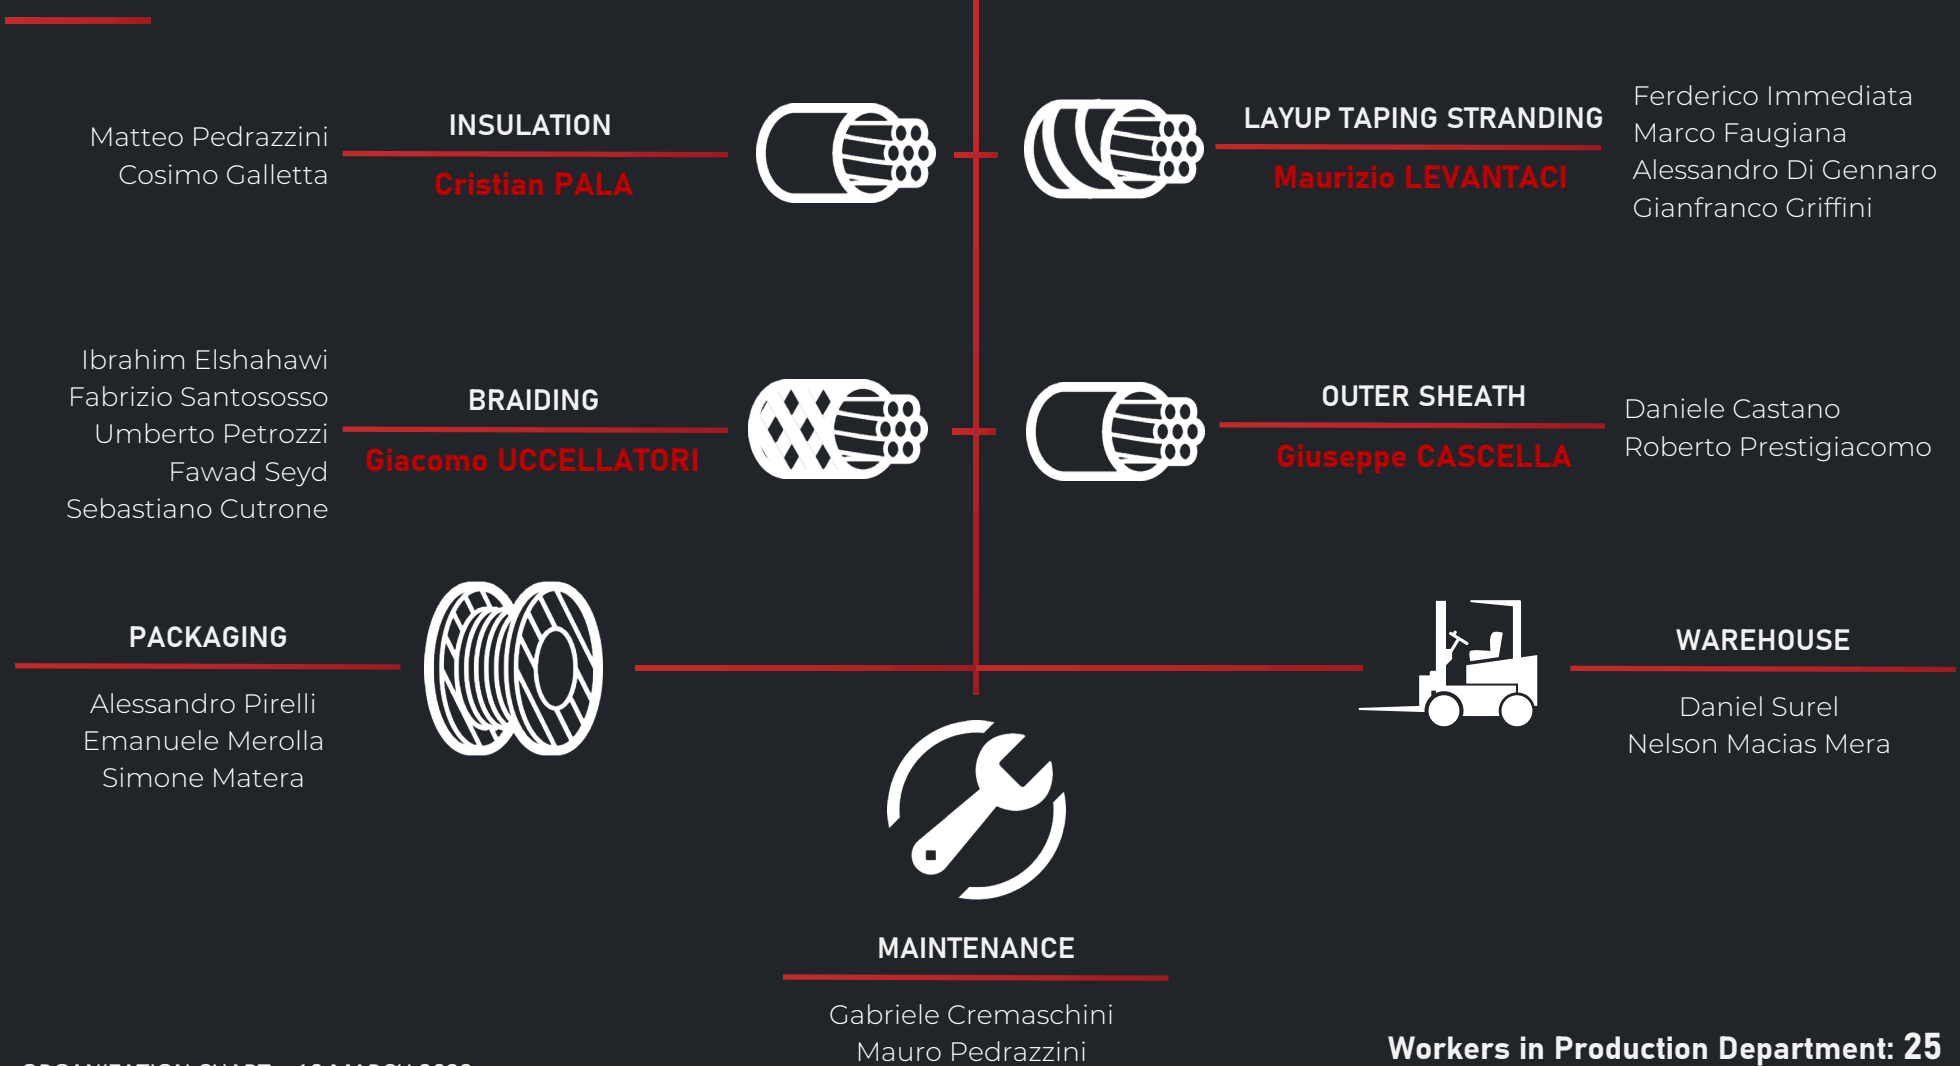 Matteo Pedrazzini
Cosimo Galletta
INSULATION
Cristian PALA
LAYUP TAPING STRANDING
Maurizio LEVANTACI
Ferderico Immediata
Marco Faugiana
Alessandro Di Gennaro
Gianfranco Griffini
Ibrahim Elshahawi
Fabrizio Santososso
Umberto Petrozzi
Fawad Seyd
Sebastiano Cutrone
BRAIDING
Giacomo UCCELLATORI
OUTER SHEATH
Giuseppe CASCELLA
Daniele Castano
Roberto Prestigiacomo
PACKAGING
Alessandro Pirelli
Emanuele Merolla
Simone Matera
WAREHOUSE
Daniel Surel
Nelson Macias Mera
MAINTENANCE
Gabriele Cremaschini
Mauro Pedrazzini
Workers in Production Department: 25